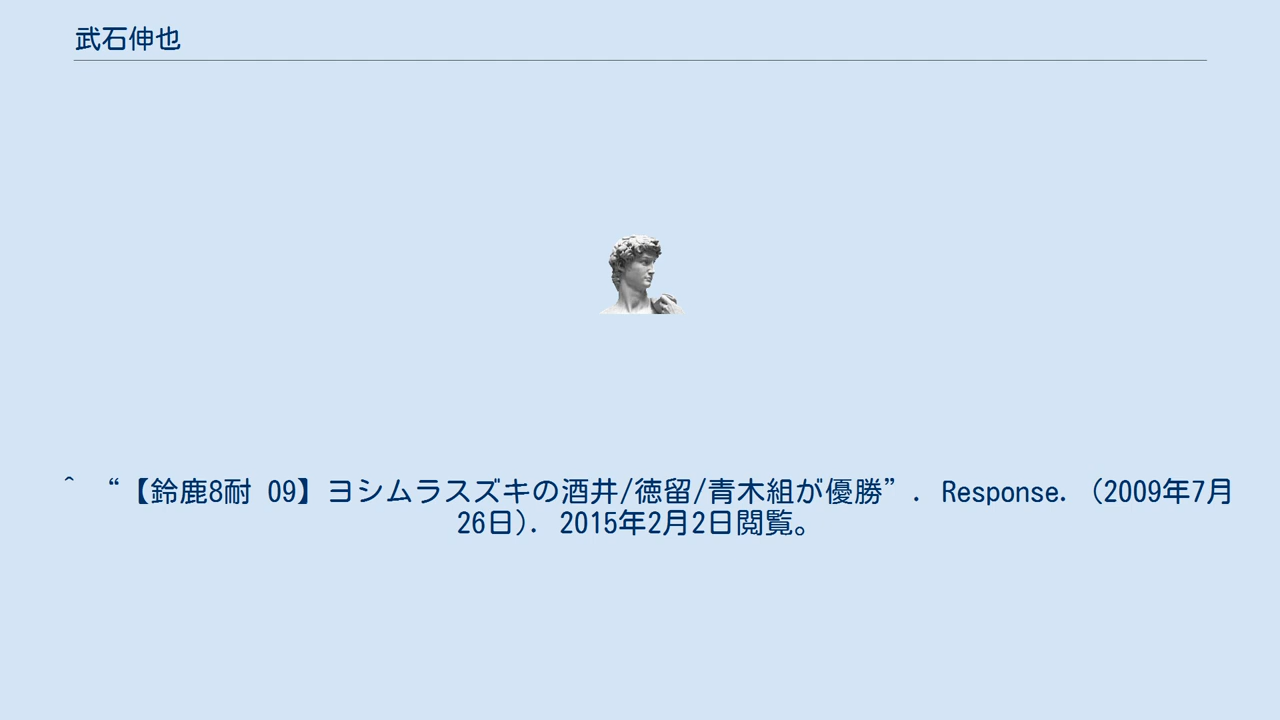 武石伸也
^ “【鈴鹿8耐 09】ヨシムラスズキの酒井/徳留/青木組が優勝”. Response. (2009年7月
26日). 2015年2月2日閲覧。